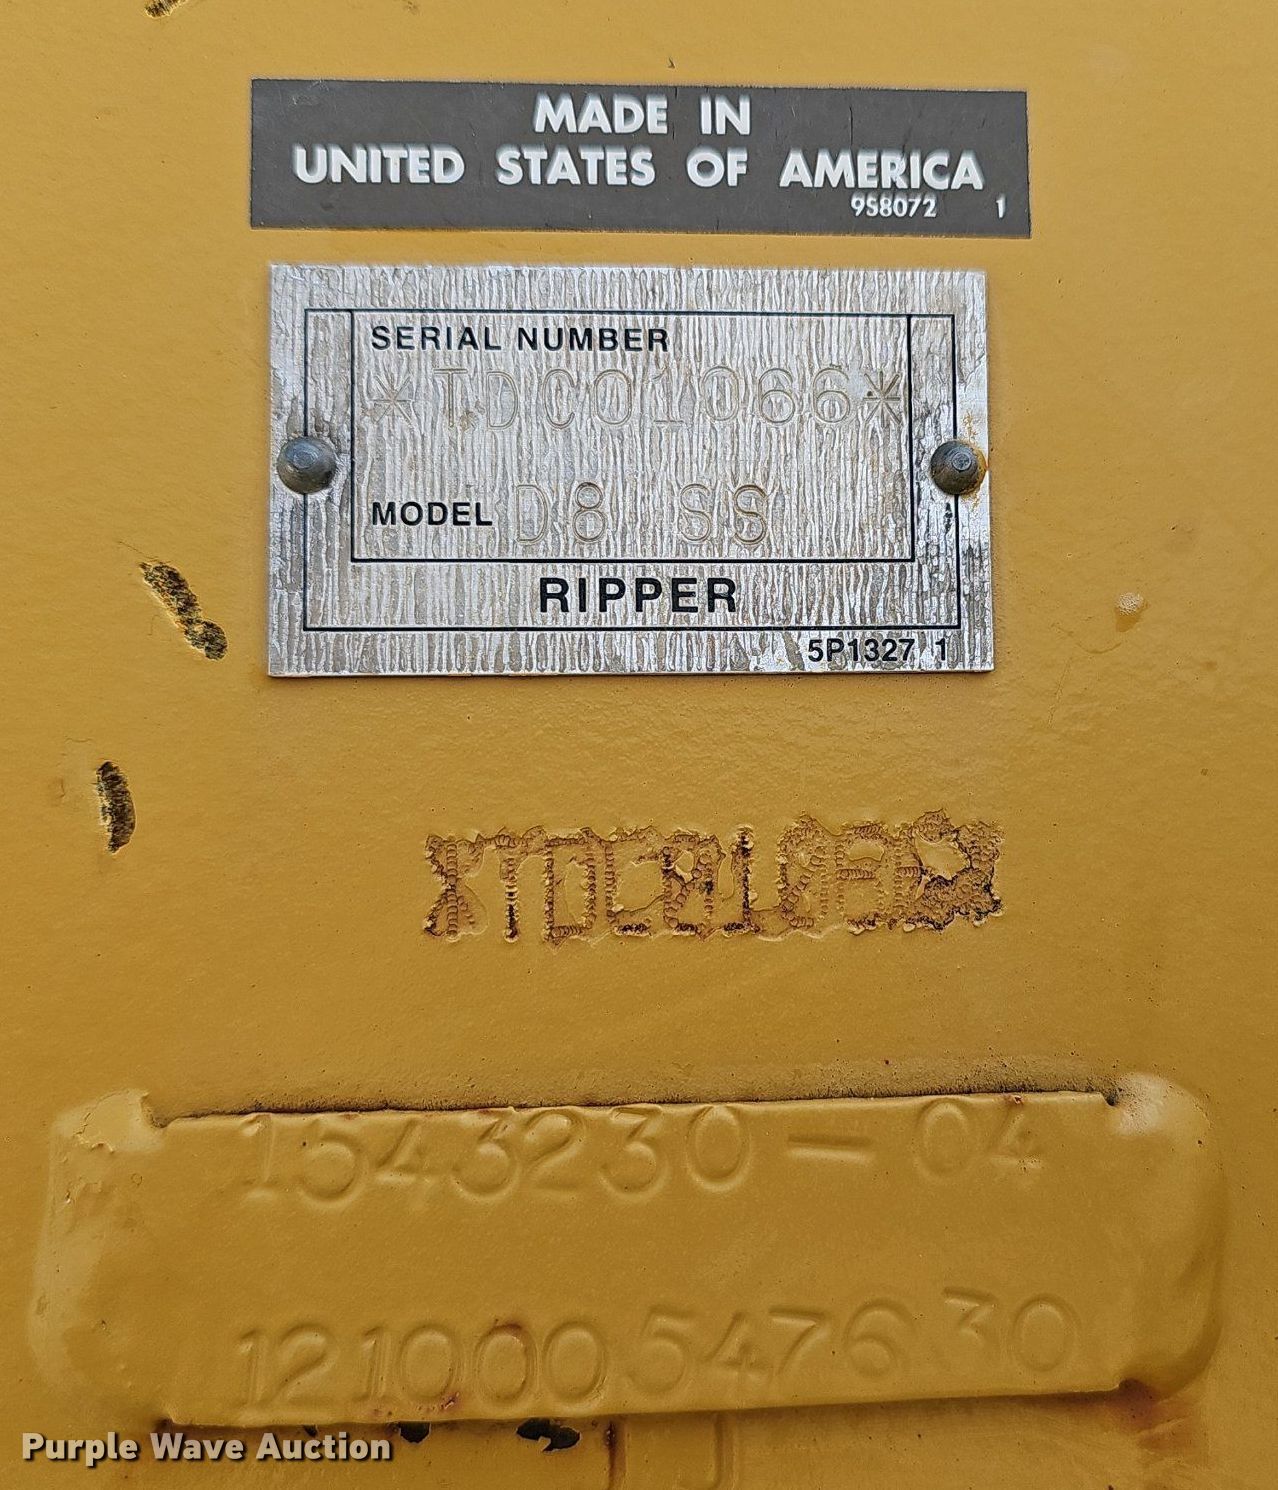 MADE IN
UNITED STATES OF AMERICA
9S8072 1
SERIAL NUMBER
*TDC01066*
MODEL D8 SS
RIPPER
5P1327 1
1543230-04
121000547630
Purple Wave Auction